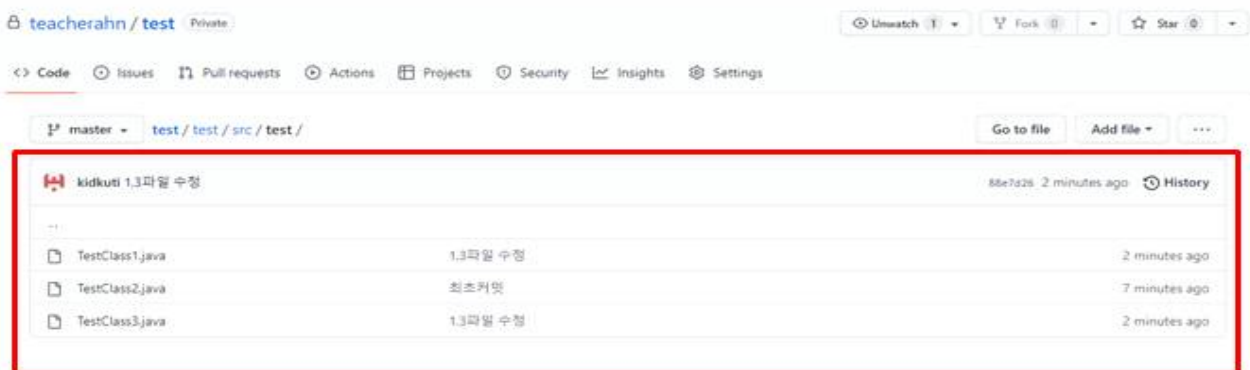 teacherahn / test Private
Unwatch 1 Fork 0 Star 0
<> Code Issues Pull requests Actions Projects Security Insights Settings
master test / test / src / test /
Go to file Add file ...
kidkuti 1,3파일 수정 2 minutes ago History
..
TestClass1.java 1,3파일 수정 2 minutes ago
TestClass2.java 최초커밋 7 minutes ago
TestClass3.java 1,3파일 수정 2 minutes ago